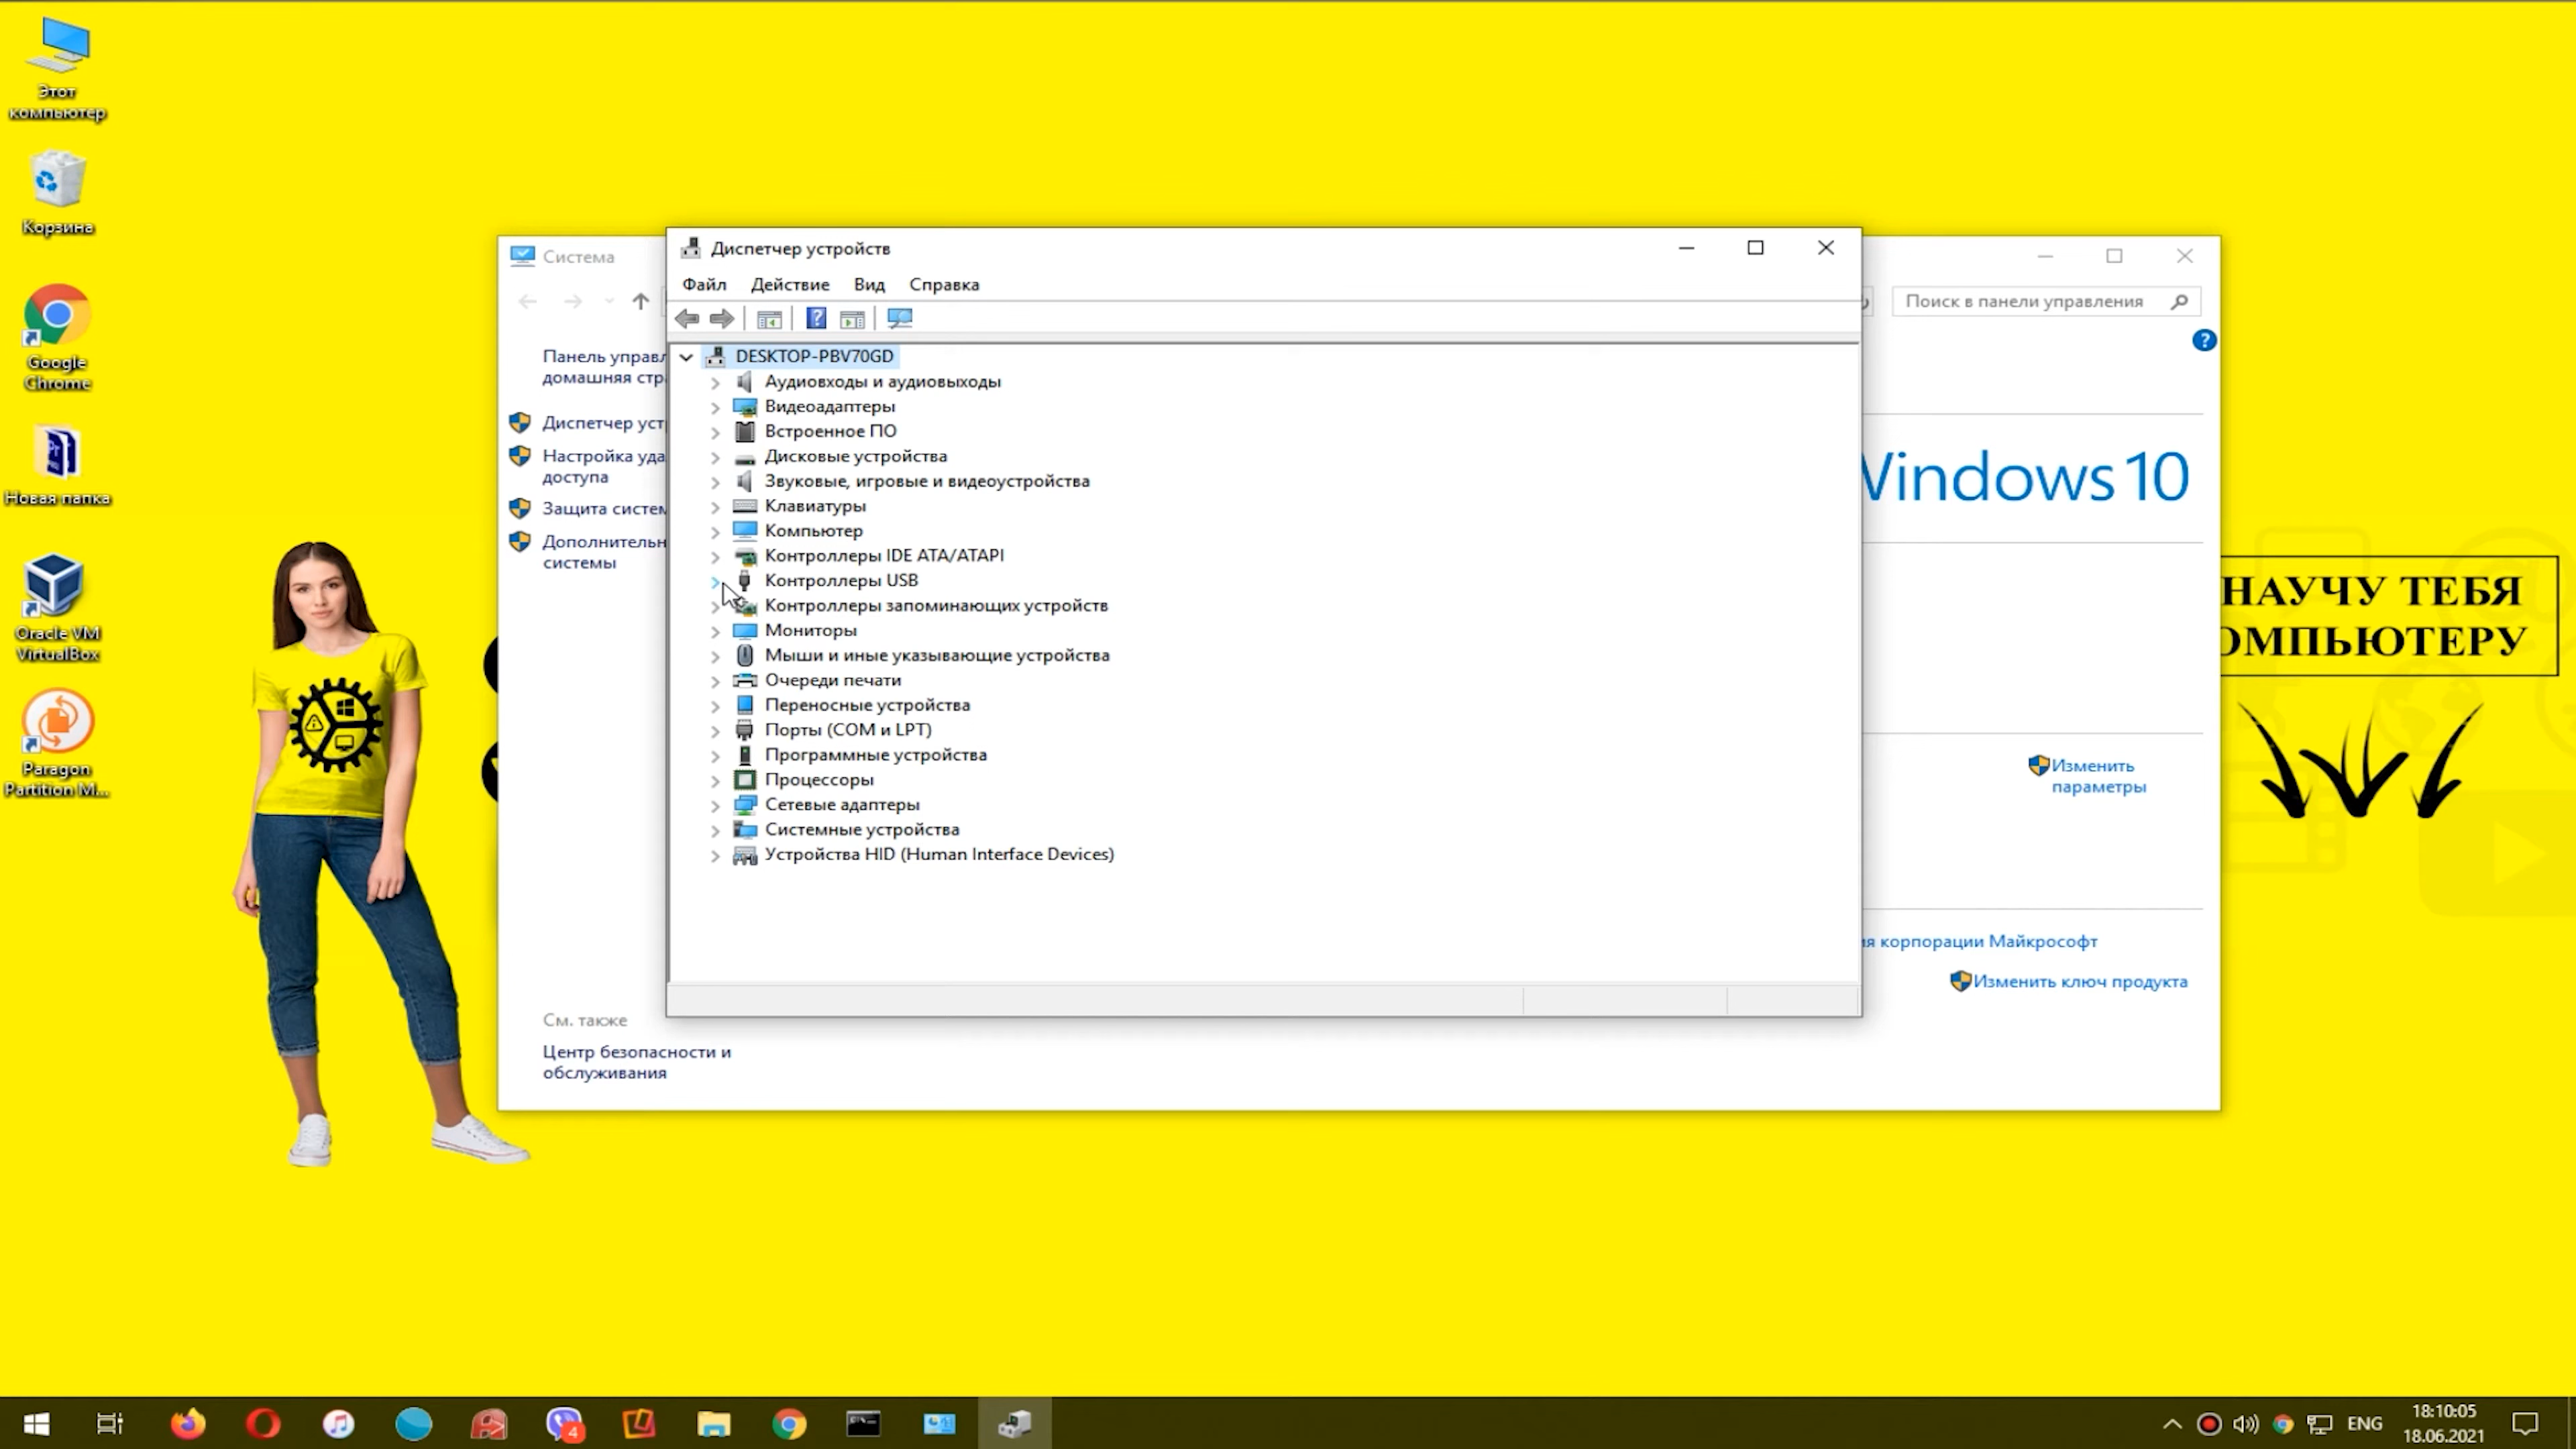 Этот
компьютер
Корзина
Google
Chrome
Новая папка
Oracle VM
VirtualBox
Paragon
Partition M...
Система
Поиск в панели управления
?
Панель управл
домашняя стра
Диспетчер уст
Настройка уда
доступа
Защита систем
Дополнительн
системы
См. также
Центр безопасности и
обслуживания
Диспетчер устройств
Файл Действие Вид Справка
DESKTOP-PBV70GD
Аудиовходы и аудиовыходы
Видеоадаптеры
Встроенное ПО
Дисковые устройства
Звуковые, игровые и видеоустройства
Клавиатуры
Компьютер
Контроллеры IDE ATA/ATAPI
Контроллеры USB
Контроллеры запоминающих устройств
Мониторы
Мыши и иные указывающие устройства
Очереди печати
Переносные устройства
Порты (COM и LPT)
Программные устройства
Процессоры
Сетевые адаптеры
Системные устройства
Устройства HID (Human Interface Devices)
Windows 10
Изменить
параметры
ия корпорации Майкрософт
Изменить ключ продукта
НАУЧУ ТЕБЯ
ОМПЬЮТЕРУ
4
ENG
18:10:05
18.06.2021